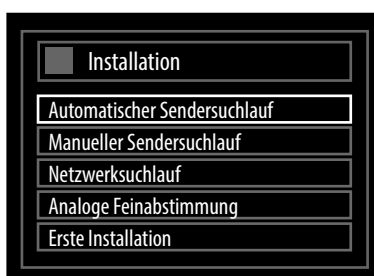 Installation
Automatischer Sendersuchlauf
Manueller Sendersuchlauf
Netzwerksuchlauf
Analoge Feinabstimmung
Erste Installation